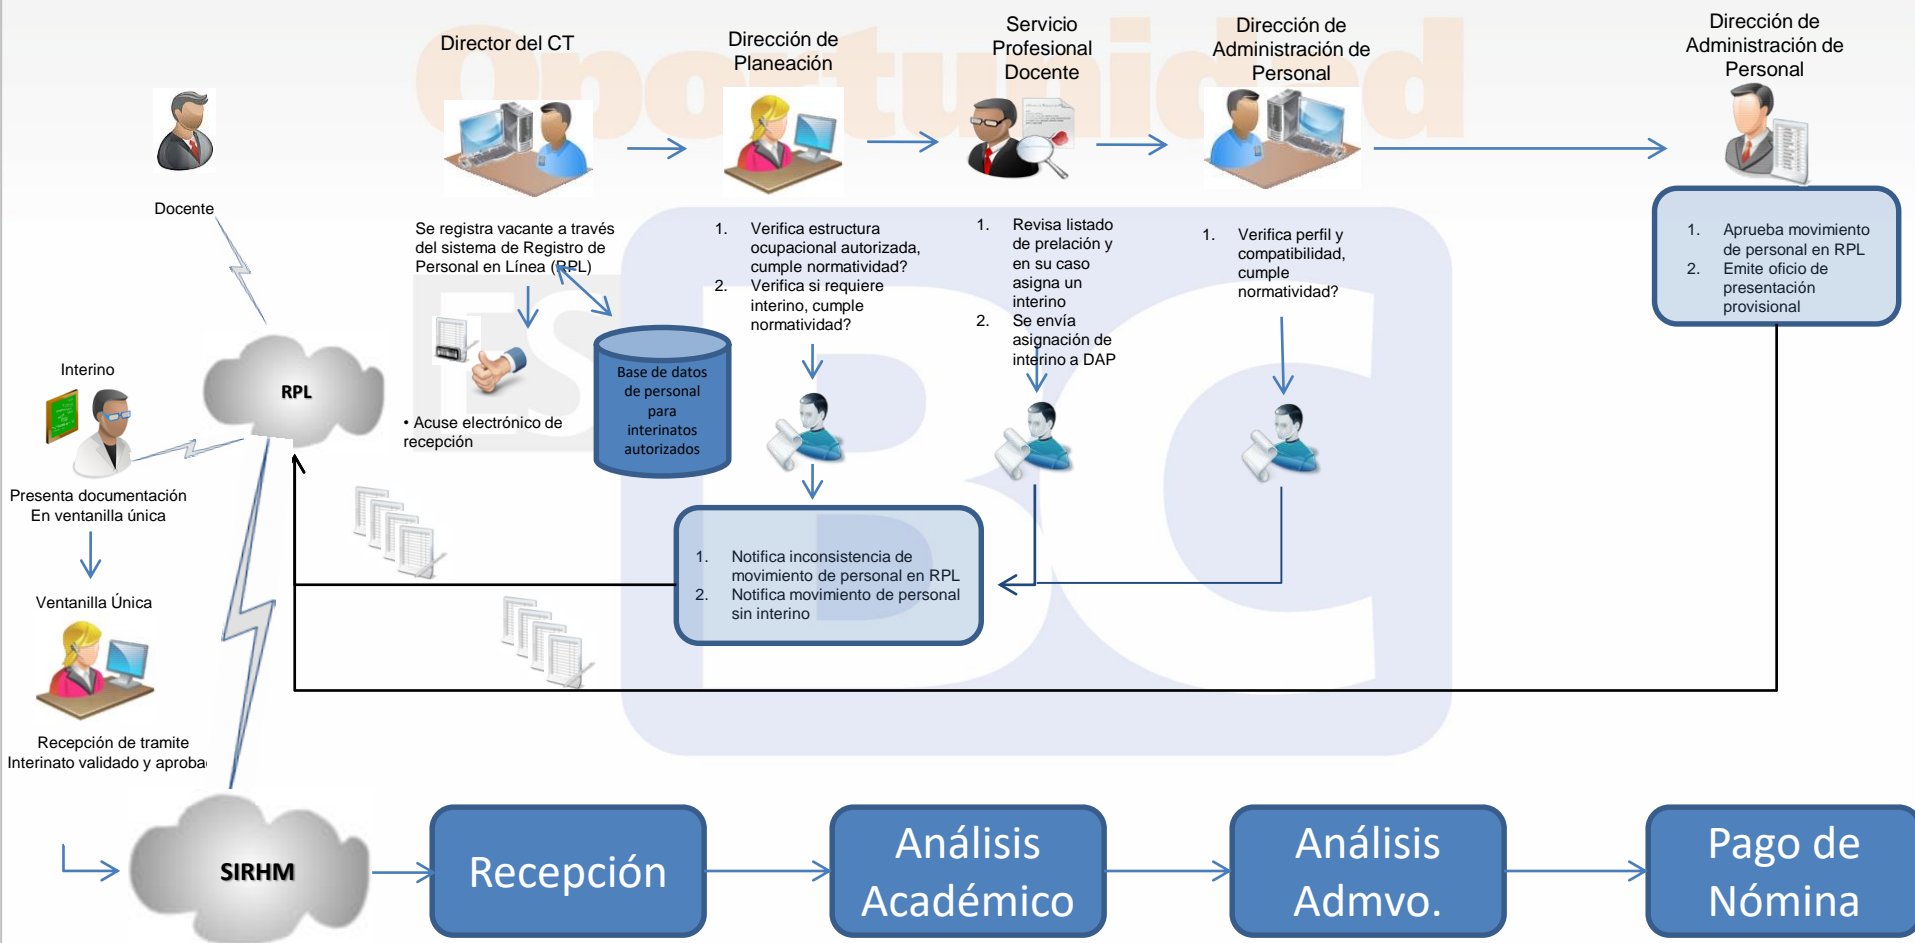 Oportunidad
Director del CT
Dirección de
Planeación
Servicio
Profesional
Docente
Dirección de
Administración de
Personal
Dirección de
Administración de
Personal
Docente
Se registra vacante a través
del sistema de Registro de
Personal en Línea (RPL)
1. Verifica estructura
ocupacional autorizada,
cumple normatividad?
2. Verifica si requiere
interino, cumple
normatividad?
1. Revisa listado
de prelación y
en su caso
asigna un
interino
2. Se envía
asignación de
interino a DAP
1. Verifica perfil y
compatibilidad,
cumple
normatividad?
1. Aprueba movimiento
de personal en RPL
2. Emite oficio de
presentación
provisional
ES
BC
Interino
RPL
• Acuse electrónico de
recepción
Base de datos
de personal
para
interinatos
autorizados
Presenta documentación
En ventanilla única
1. Notifica inconsistencia de
movimiento de personal en RPL
2. Notifica movimiento de personal
sin interino
Ventanilla Única
Recepción de tramite
Interinato validado y aproba
SIRHM
Recepción
Análisis
Académico
Análisis
Admvo.
Pago de
Nómina